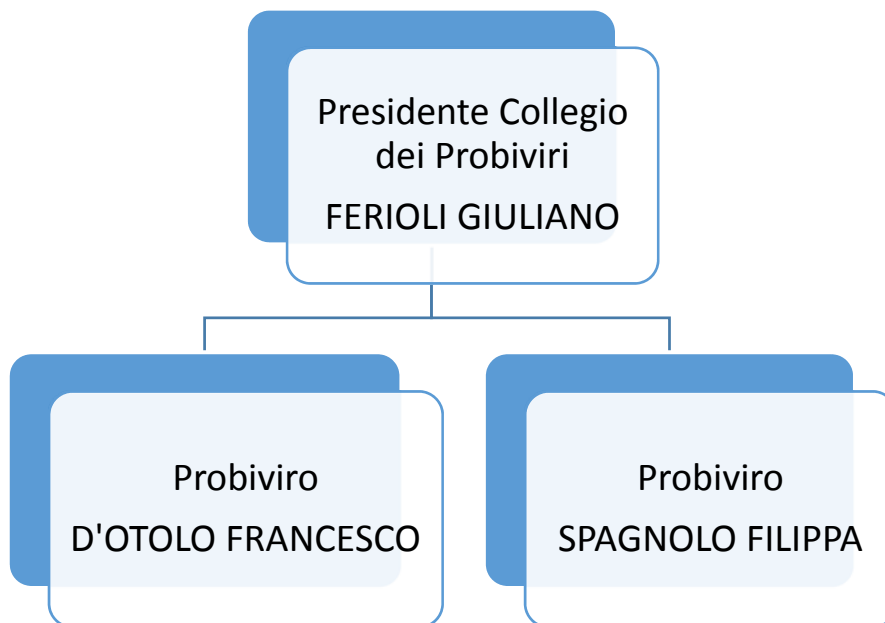 Presidente Collegio
dei Probiviri
FERIOLI GIULIANO
Probiviro
D'OTOLO FRANCESCO
Probiviro
SPAGNOLO FILIPPA